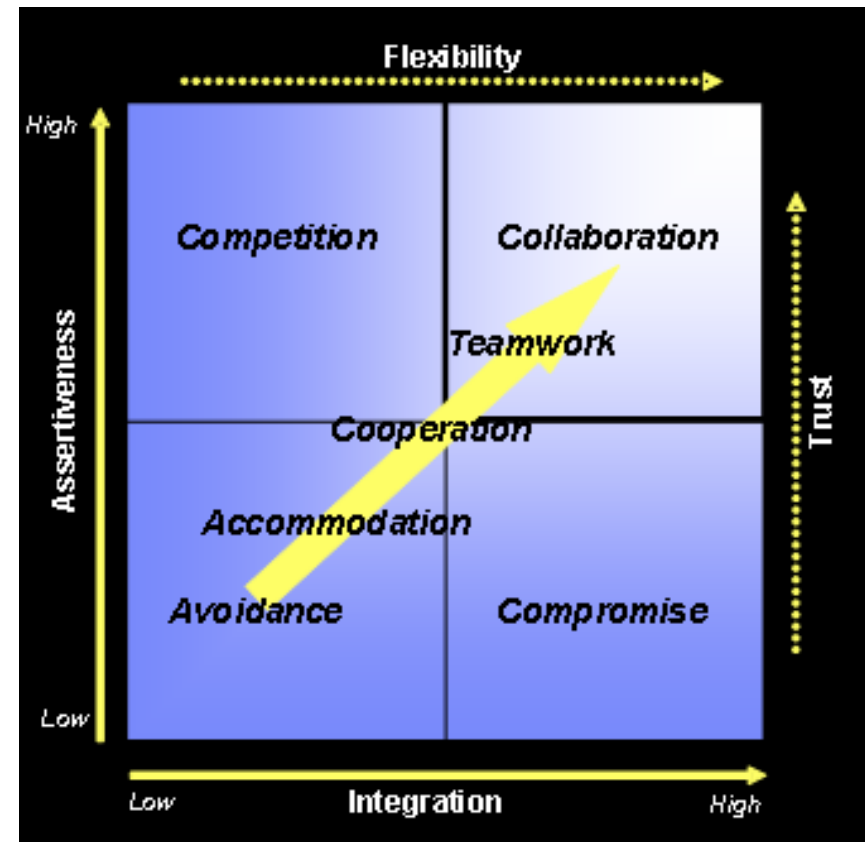 Flexibility
High
Competition
Collaboration
Teamwork
Assertiveness
Trust
Cooperation
Accommodation
Avoidance
Compromise
Low
Low
Integration
High